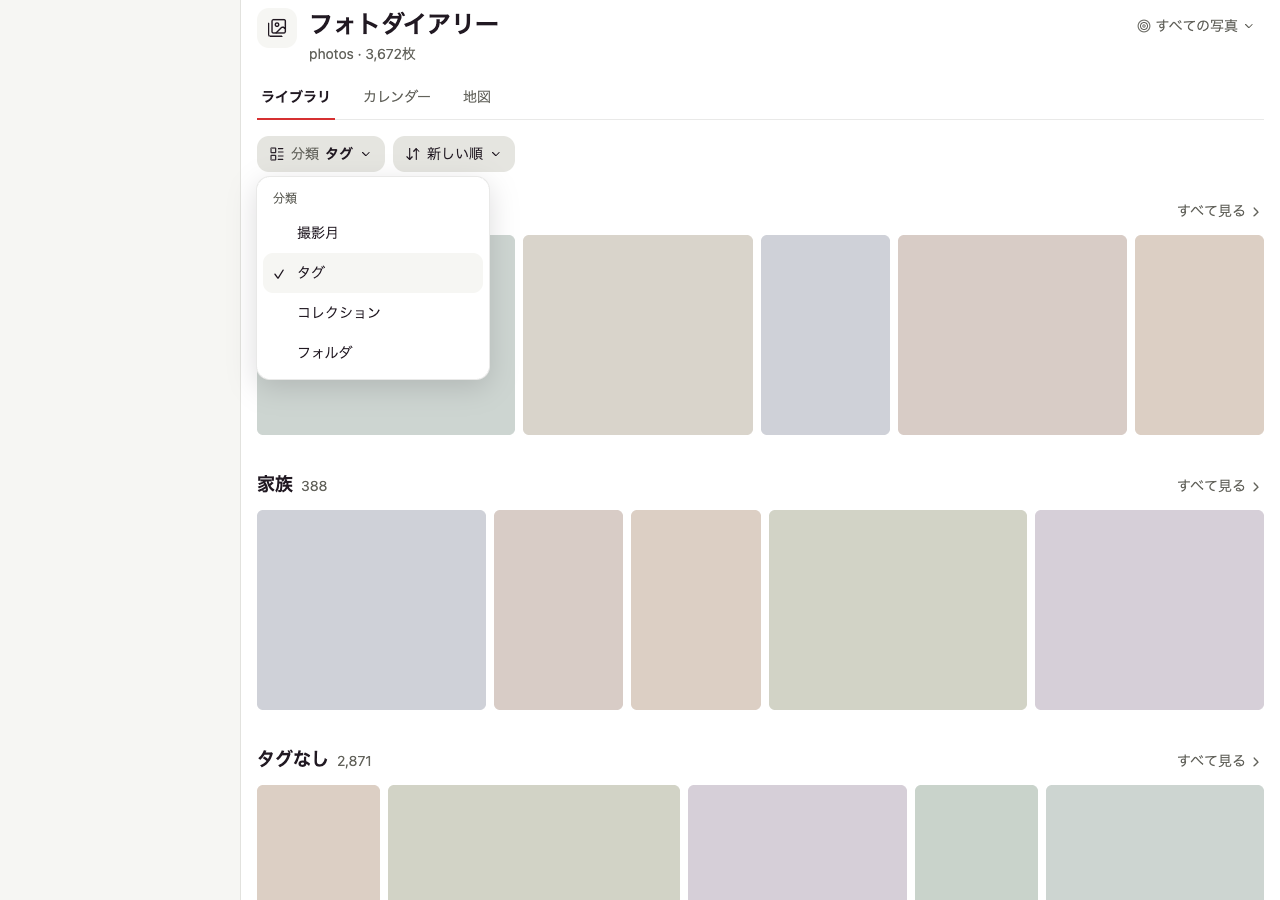 フォトダイアリー
photos · 3,672枚
すべての写真
ライブラリ カレンダー 地図
分類 タグ 新しい順
分類
撮影月
タグ
コレクション
フォルダ
すべて見る
家族 388 すべて見る
タグなし 2,871 すべて見る